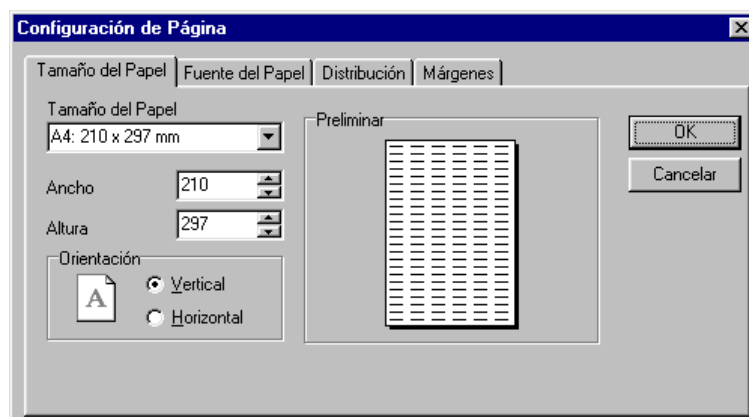 Configuración de Página
Tamaño del Papel Fuente del Papel Distribución Márgenes
Tamaño del Papel
A4: 210 x 297 mm
Ancho 210
Altura 297
Orientación
A
Vertical
Horizontal
Preliminar
OK
Cancelar